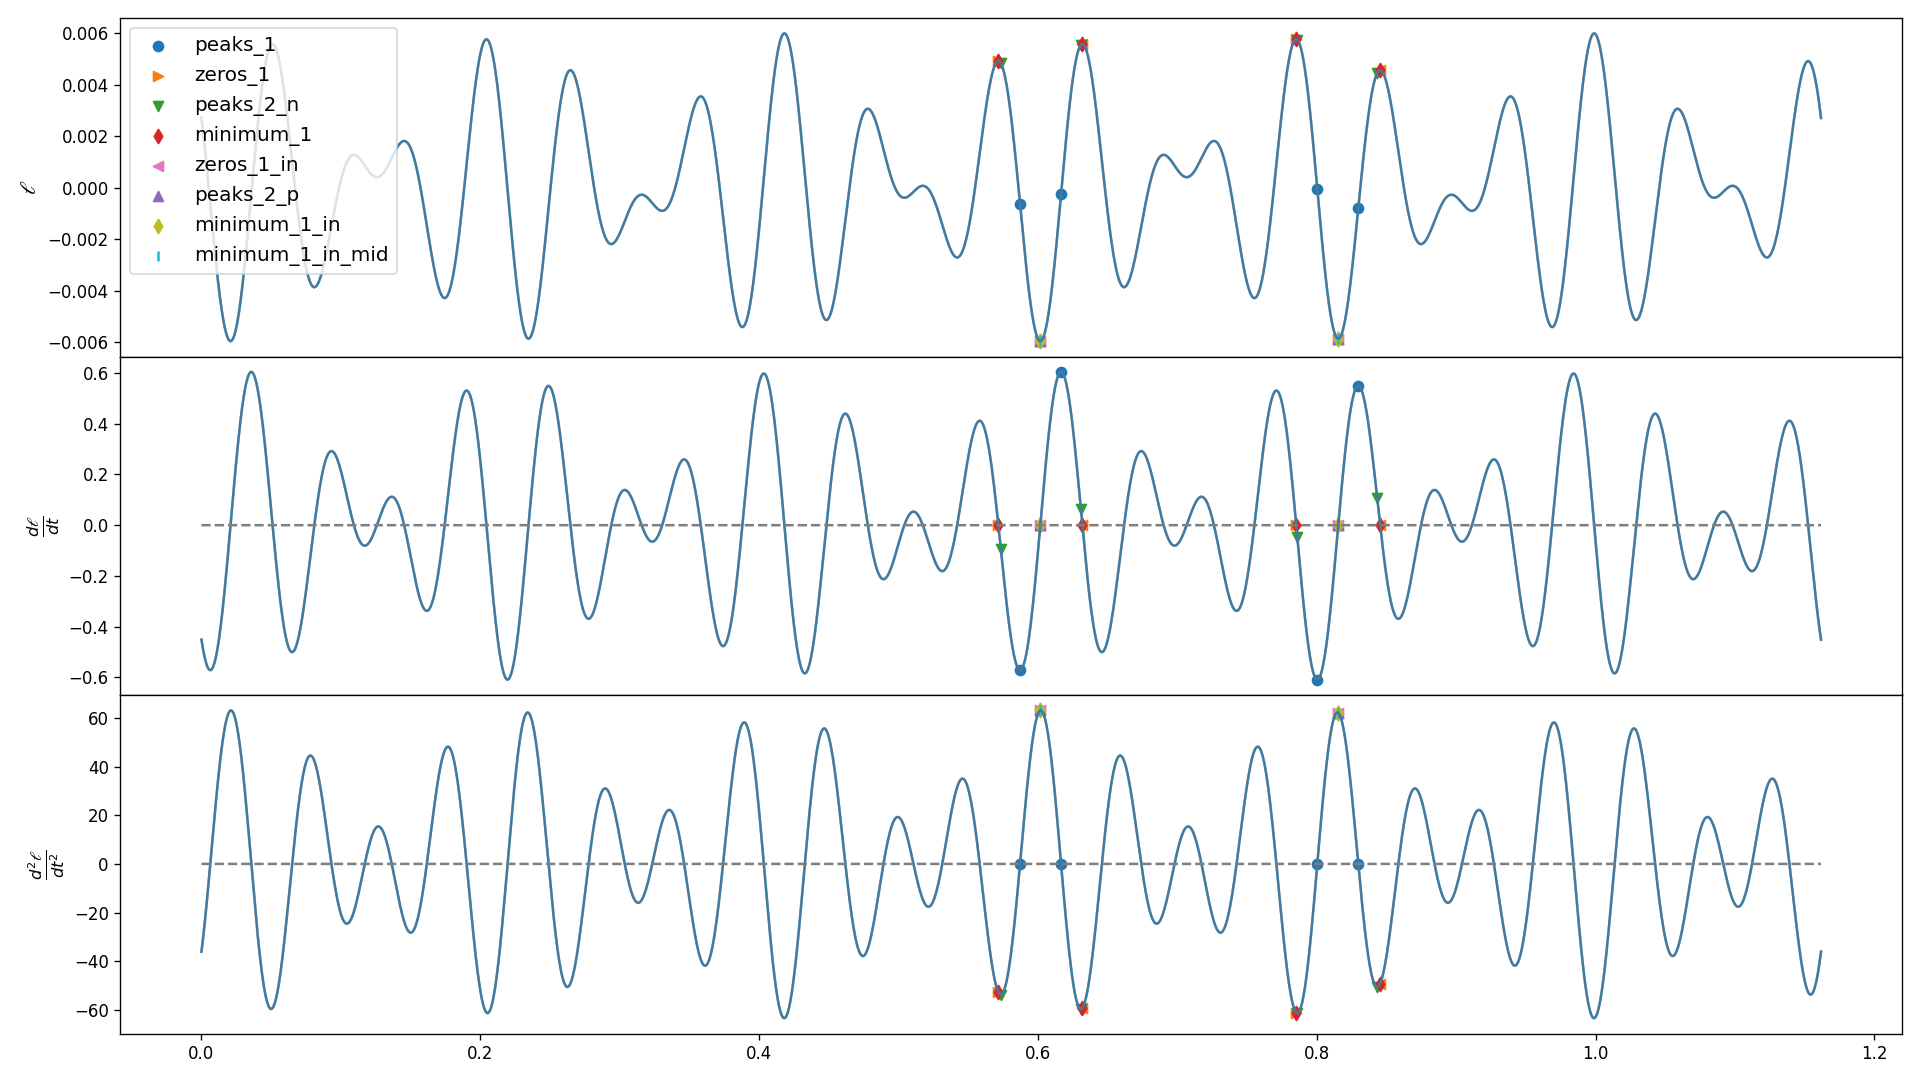 0.006
0.004
0.002
0.000
−0.002
−0.004
−0.006
ℓ
peaks_1
zeros_1
peaks_2_n
minimum_1
zeros_1_in
peaks_2_p
minimum_1_in
minimum_1_in_mid
0.6
0.4
0.2
0.0
−0.2
−0.4
−0.6
dℓ
dt
60
40
20
0
−20
−40
−60
d²ℓ
dt²
0.0 0.2 0.4 0.6 0.8 1.0 1.2